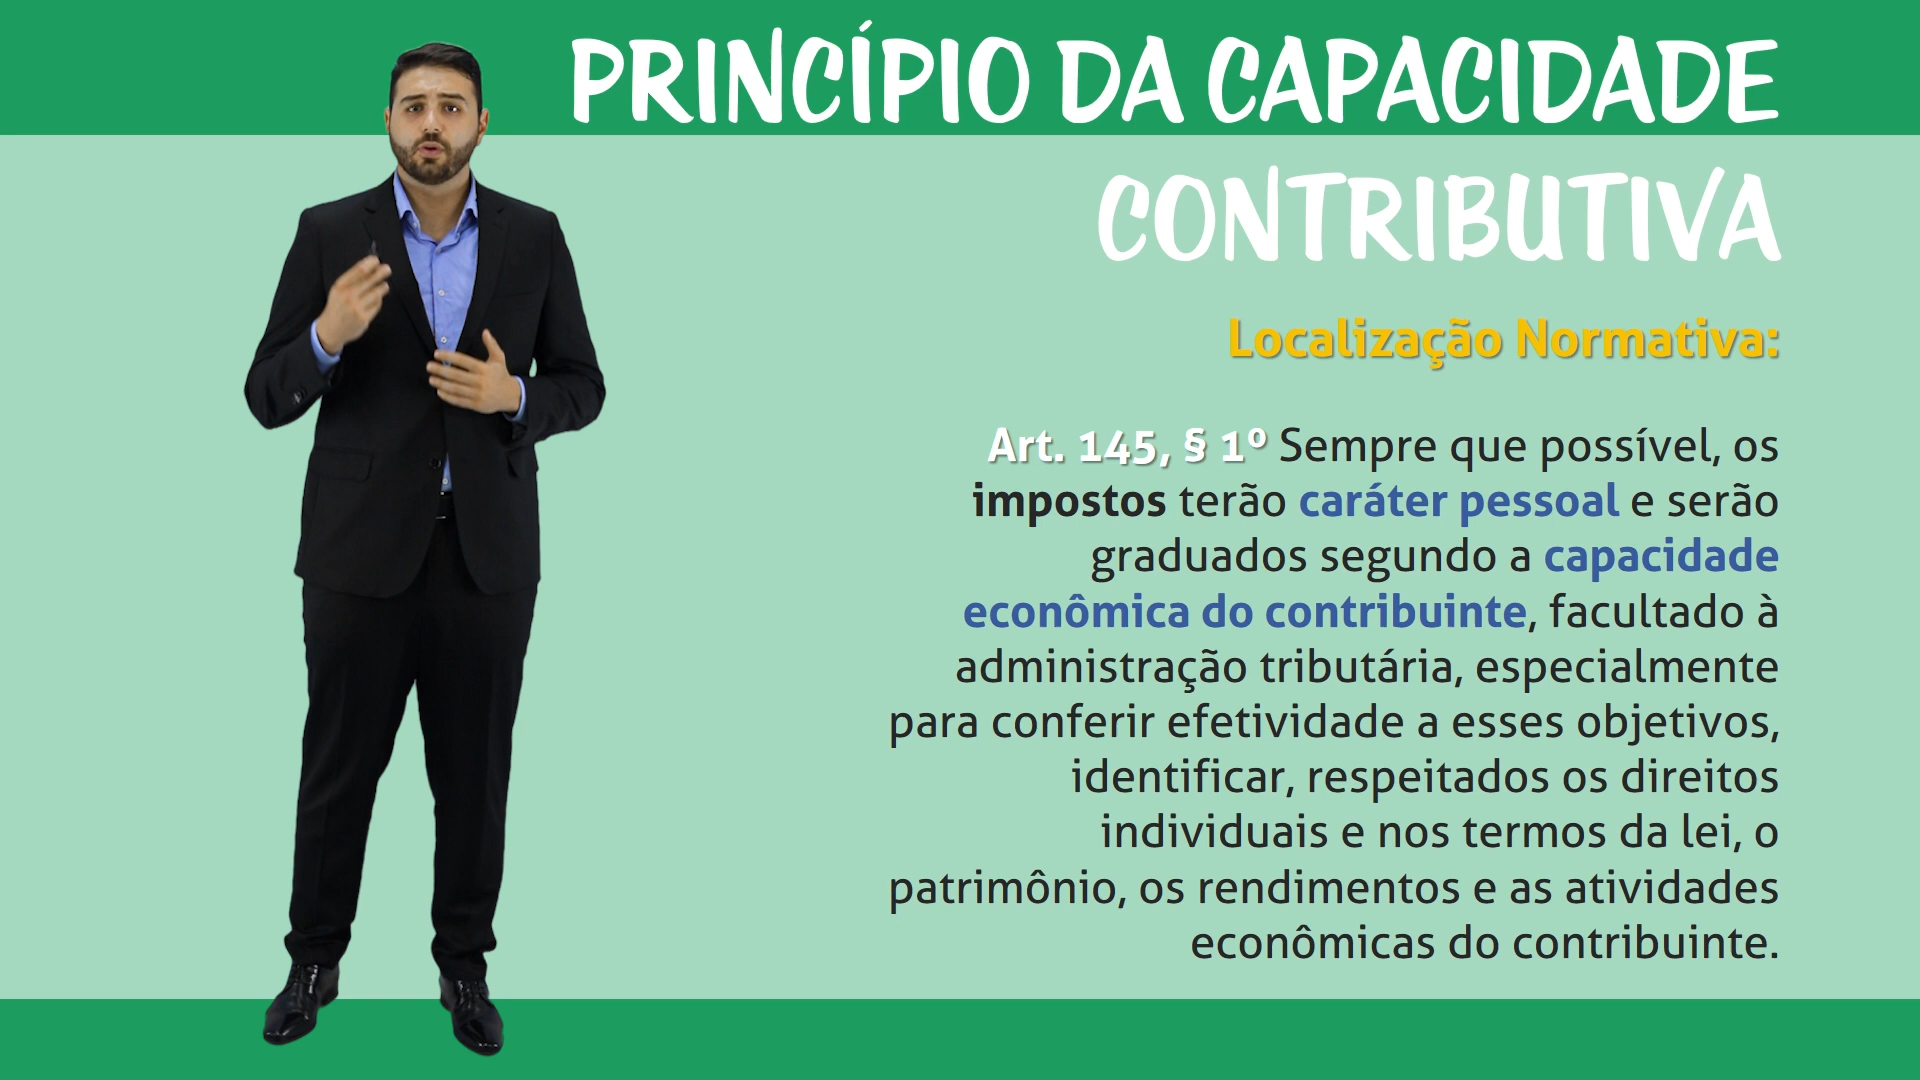 PRINCÍPIO DA CAPACIDADE
CONTRIBUTIVA
Localização Normativa:
Art. 145, § 1º Sempre que possível, os
impostos terão caráter pessoal e serão
graduados segundo a capacidade
econômica do contribuinte, facultado à
administração tributária, especialmente
para conferir efetividade a esses objetivos,
identificar, respeitados os direitos
individuais e nos termos da lei, o
patrimônio, os rendimentos e as atividades
econômicas do contribuinte.